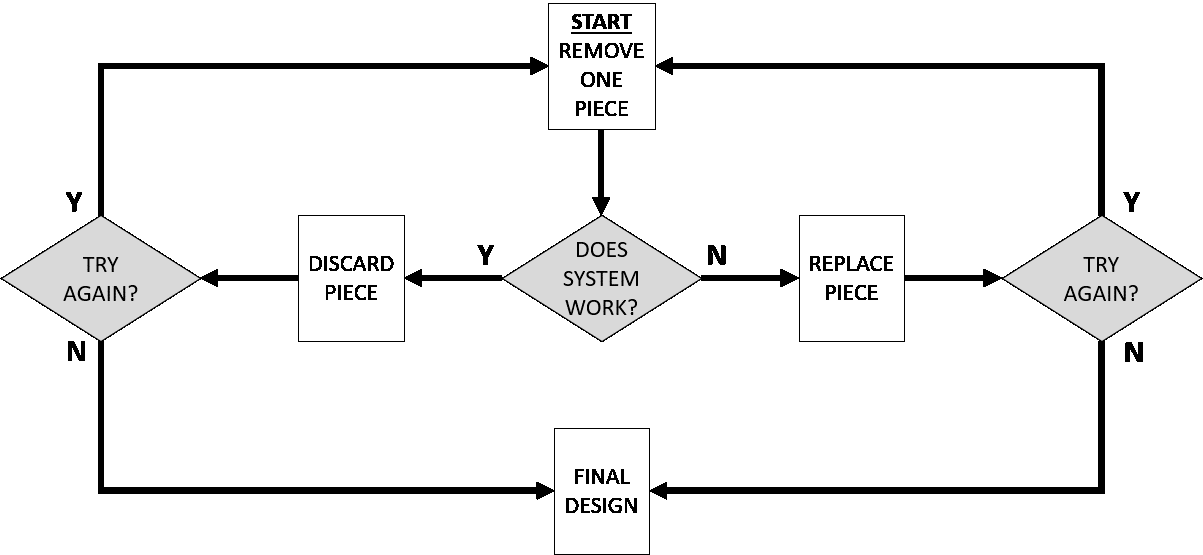 START
REMOVE
ONE
PIECE
Y
TRY
AGAIN?
N
DISCARD
PIECE
Y
DOES
SYSTEM
WORK?
N
REPLACE
PIECE
Y
TRY
AGAIN?
N
FINAL
DESIGN